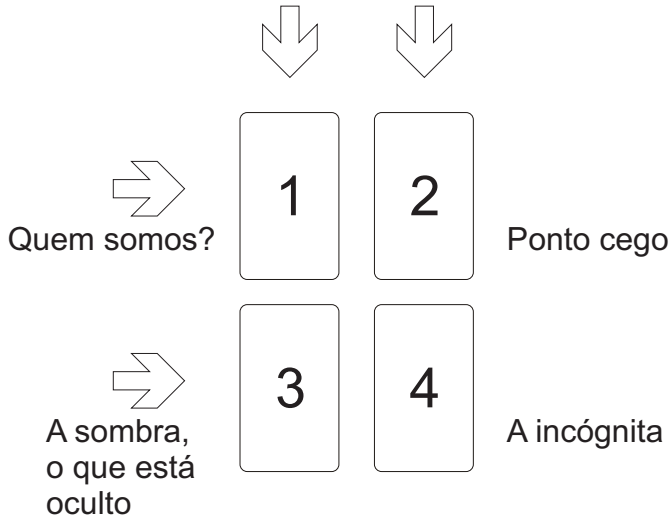 1
2
Quem somos?
Ponto cego
3
4
A sombra,
o que está
oculto
A incógnita